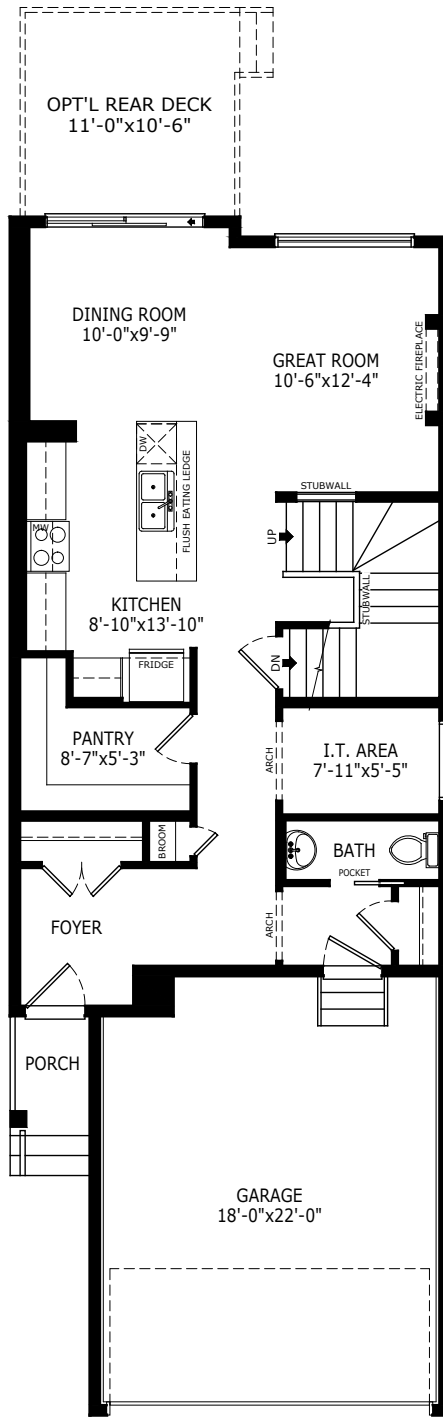 OPT'L REAR DECK
11'-0"x10'-6"
DINING ROOM
10'-0"x9'-9"
GREAT ROOM
10'-6"x12'-4"
ELECTRIC FIREPLACE
DW
FLUSH EATING LEDGE
MW
STUBWALL
UP
STUBWALL
KITCHEN
8'-10"x13'-10"
FRIDGE
DN
PANTRY
8'-7"x5'-3"
ARCH
I.T. AREA
7'-11"x5'-5"
BROOM
BATH
POCKET
FOYER
ARCH
PORCH
GARAGE
18'-0"x22'-0"